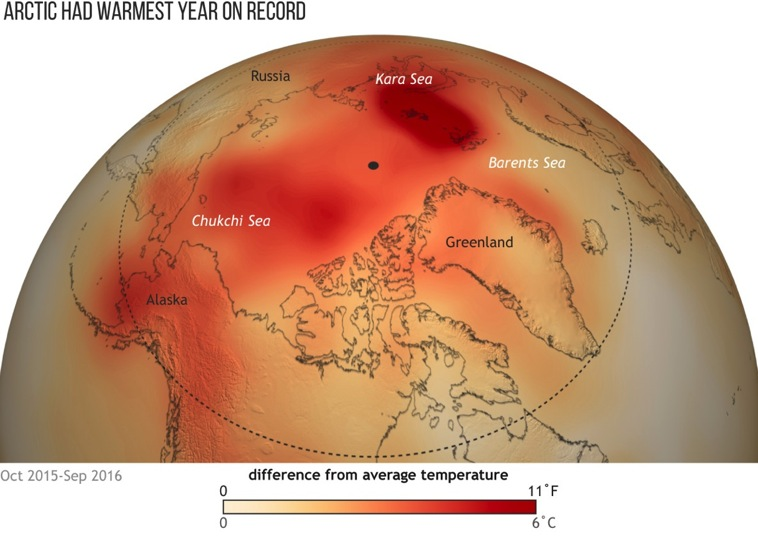 ARCTIC HAD WARMEST YEAR ON RECORD
Russia
Kara Sea
Barents Sea
Chukchi Sea
Greenland
Alaska
Oct 2015-Sep 2016
difference from average temperature
0 11°F
0 6°C